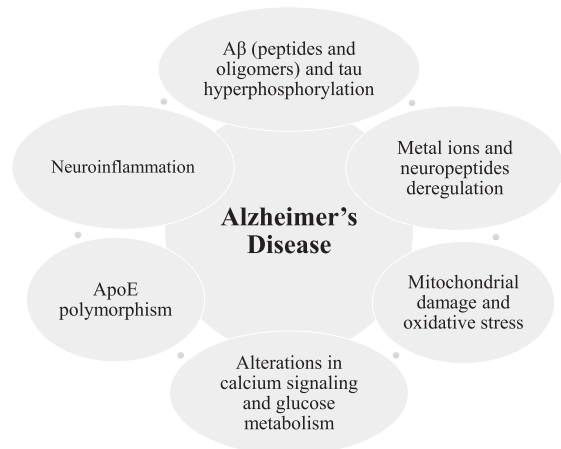 Aβ (peptides and
oligomers) and tau
hyperphosphorylation
Neuroinflammation
Metal ions and
neuropeptides
deregulation
Alzheimer’s
Disease
ApoE
polymorphism
Mitochondrial
damage and
oxidative stress
Alterations in
calcium signaling
and glucose
metabolism